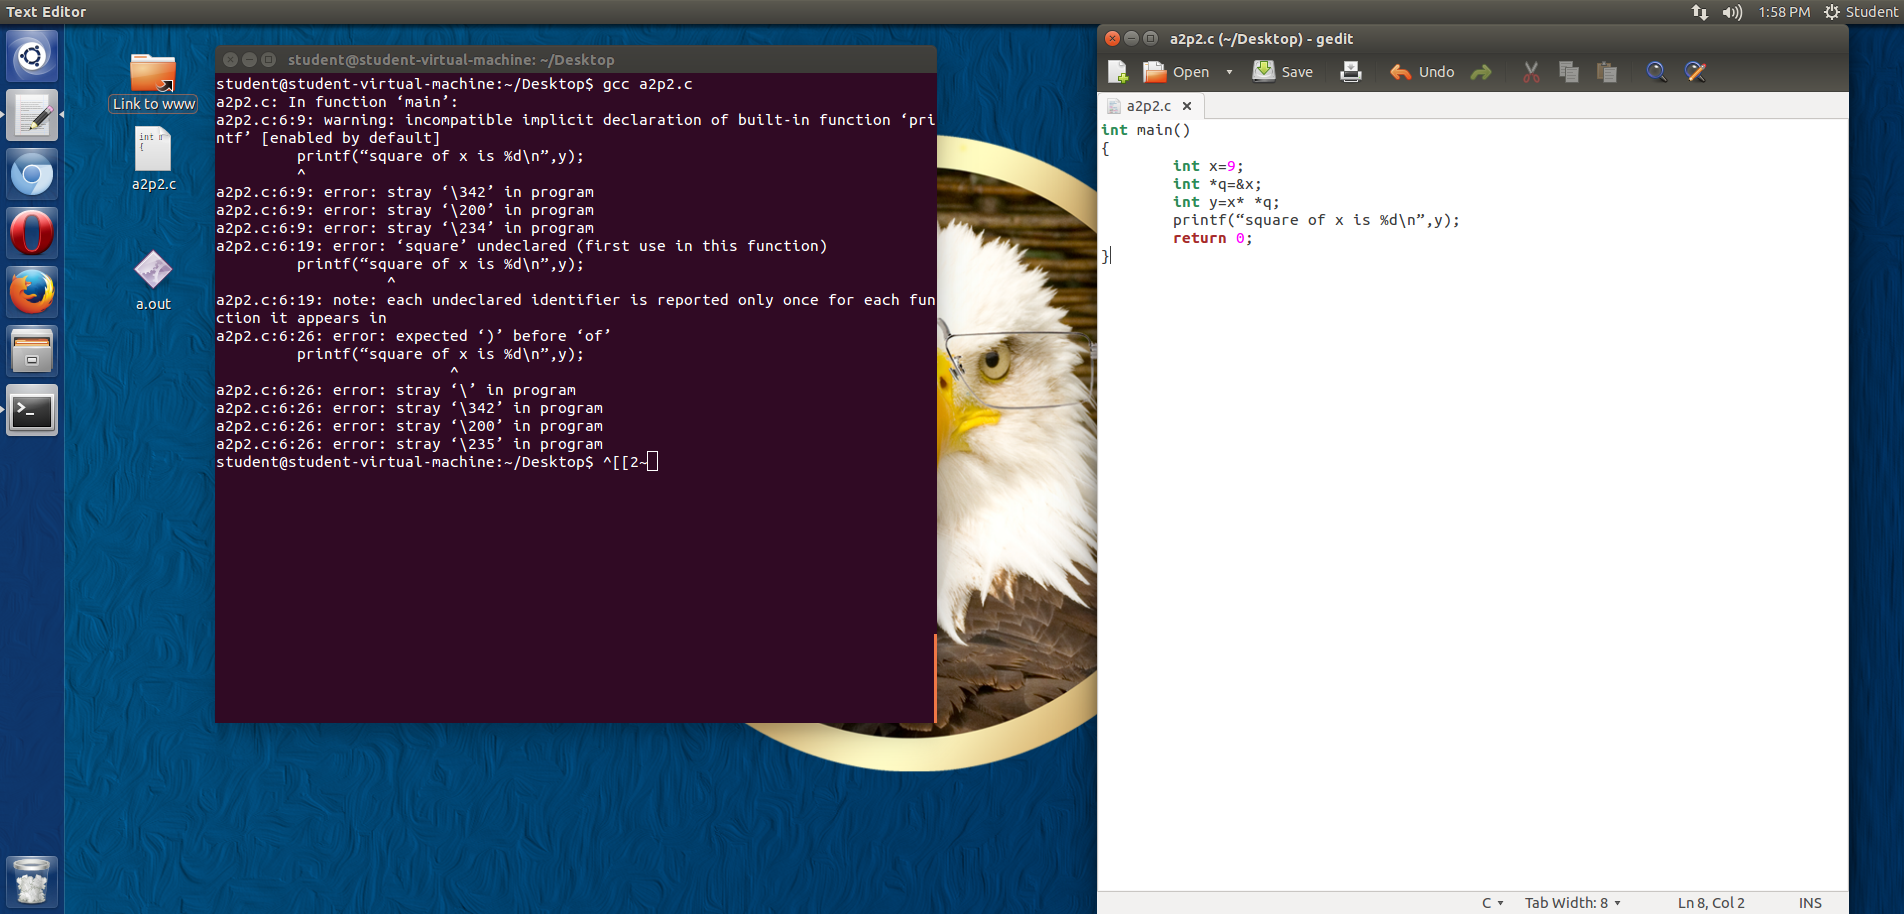 Text Editor
1:58 PM
Student
Link to www
int m
{
a2p2.c
a.out
student@student-virtual-machine: ~/Desktop
student@student-virtual-machine:~/Desktop$ gcc a2p2.c
a2p2.c: In function ‘main’:
a2p2.c:6:9: warning: incompatible implicit declaration of built-in function ‘pri
ntf’ [enabled by default]
         printf(“square of x is %d\n”,y);
         ^
a2p2.c:6:9: error: stray ‘\342’ in program
a2p2.c:6:9: error: stray ‘\200’ in program
a2p2.c:6:9: error: stray ‘\234’ in program
a2p2.c:6:19: error: ‘square’ undeclared (first use in this function)
         printf(“square of x is %d\n”,y);
                   ^
a2p2.c:6:19: note: each undeclared identifier is reported only once for each fun
ction it appears in
a2p2.c:6:26: error: expected ‘)’ before ‘of’
         printf(“square of x is %d\n”,y);
                          ^
a2p2.c:6:26: error: stray ‘\’ in program
a2p2.c:6:26: error: stray ‘\342’ in program
a2p2.c:6:26: error: stray ‘\200’ in program
a2p2.c:6:26: error: stray ‘\235’ in program
student@student-virtual-machine:~/Desktop$ ^[[2~
a2p2.c (~/Desktop) - gedit
Open Save Undo
a2p2.c
int main()
{
        int x=9;
        int *q=&x;
        int y=x* *q;
        printf(“square of x is %d\n”,y);
        return 0;
}
C Tab Width: 8 Ln 8, Col 2 INS